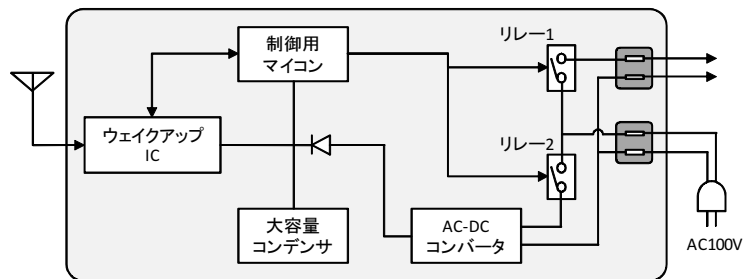 リレー1
制御用
マイコン
ウェイクアップ
IC
リレー2
大容量
コンデンサ
AC-DC
コンバータ
AC100V